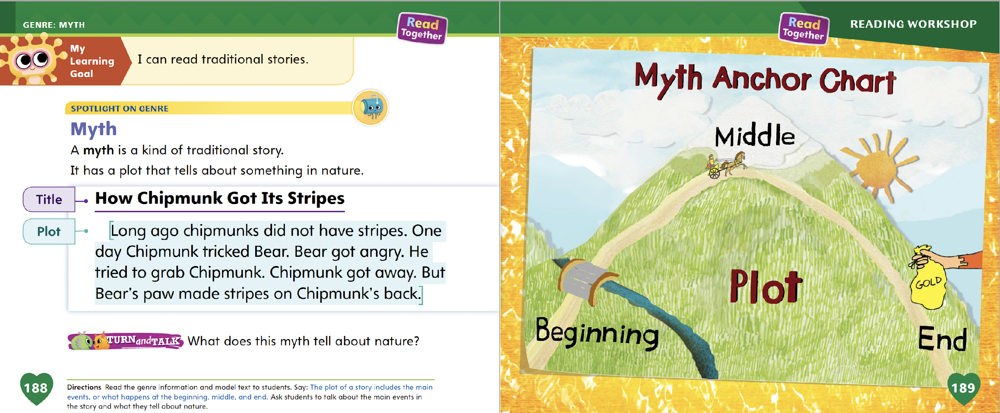 GENRE: MYTH
Read
Together
My
Learning
Goal
I can read traditional stories.
SPOTLIGHT ON GENRE
Myth
A myth is a kind of traditional story.
It has a plot that tells about something in nature.
Title
How Chipmunk Got Its Stripes
Plot
[Long ago chipmunks did not have stripes. One
day Chipmunk tricked Bear. Bear got angry. He
tried to grab Chipmunk. Chipmunk got away. But
Bear's paw made stripes on Chipmunk's back.]
TURN and TALK What does this myth tell about nature?
188
Directions Read the genre information and model text to students. Say: The plot of a story includes the main
events, or what happens at the beginning, middle, and end. Ask students to talk about the main events in
the story and what they tell about nature.
Read
Together
READING WORKSHOP
Myth Anchor Chart
Middle
Plot
GOLD
Beginning
End
189